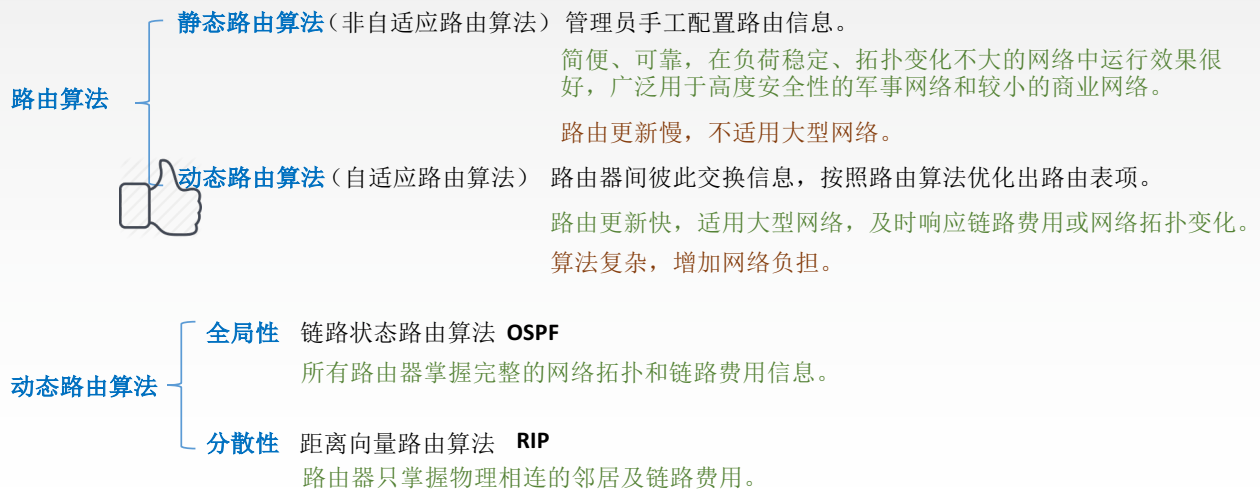 静态路由算法（非自适应路由算法）管理员手工配置路由信息。
简便、可靠，在负荷稳定、拓扑变化不大的网络中运行效果很
好，广泛用于高度安全性的军事网络和较小的商业网络。
路由算法
路由更新慢，不适用大型网络。
动态路由算法（自适应路由算法） 路由器间彼此交换信息，按照路由算法优化出路由表项。
路由更新快，适用大型网络，及时响应链路费用或网络拓扑变化。
算法复杂，增加网络负担。
全局性 链路状态路由算法 OSPF
所有路由器掌握完整的网络拓扑和链路费用信息。
动态路由算法
分散性 距离向量路由算法 RIP
路由器只掌握物理相连的邻居及链路费用。